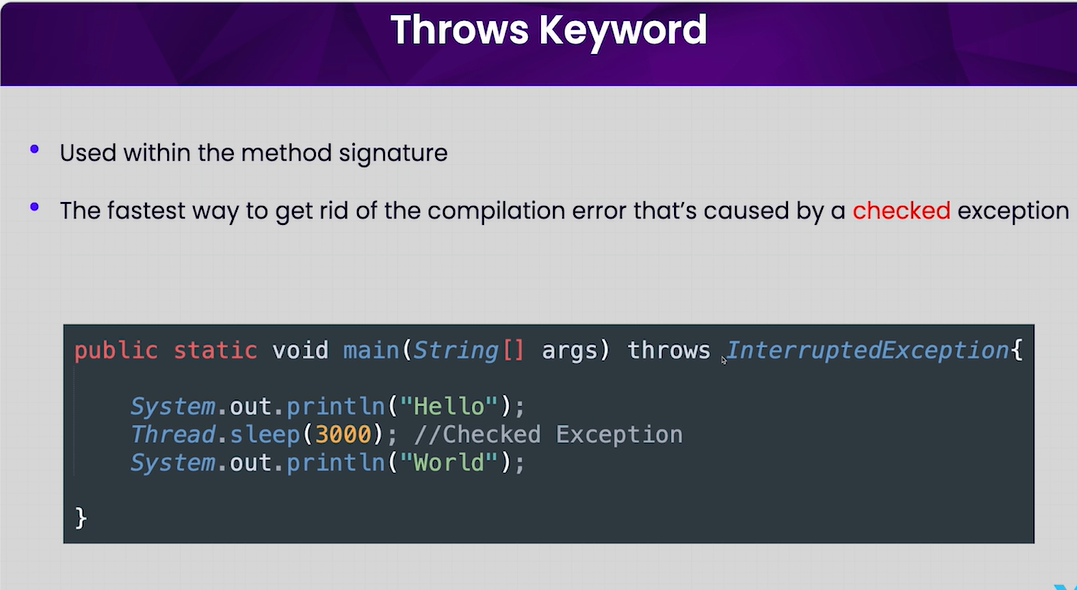 Throws Keyword
• Used within the method signature
• The fastest way to get rid of the compilation error that's caused by a checked exception
public static void main(String[] args) throws InterruptedException{
System.out.println("Hello");
Thread.sleep(3000); //Checked Exception
System.out.println("World");
}